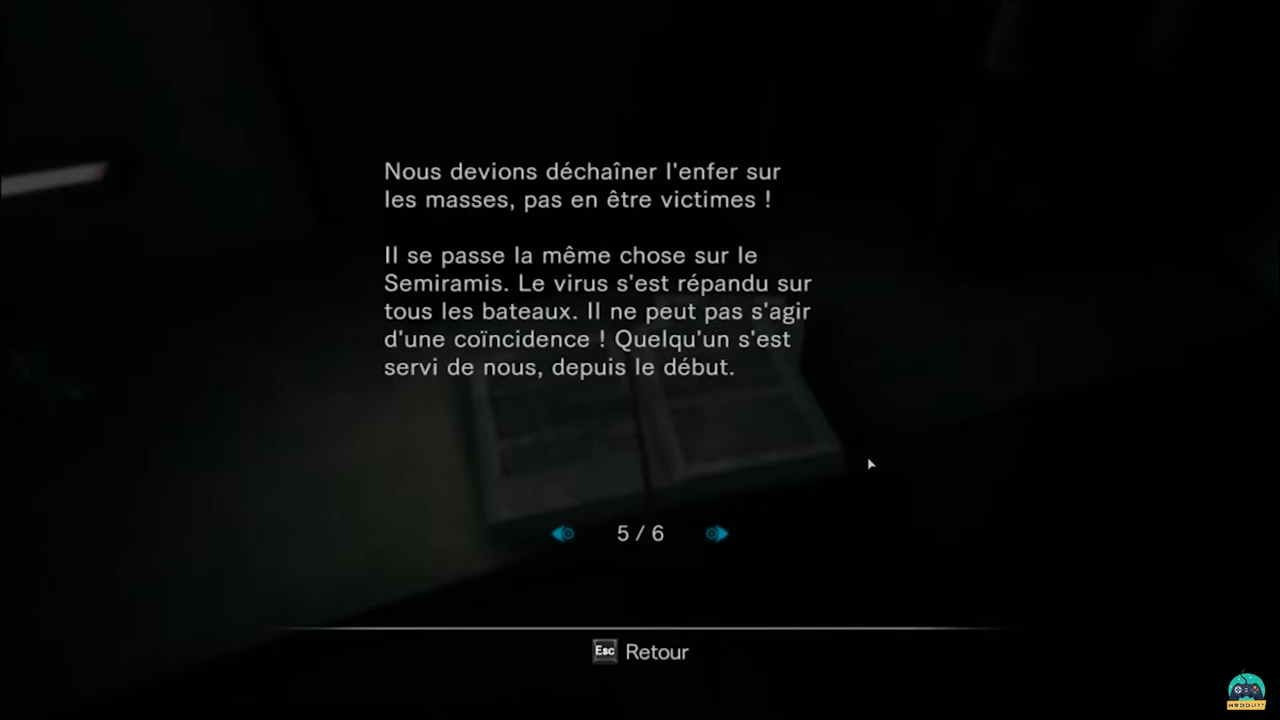 Nous devions déchaîner l'enfer sur
les masses, pas en être victimes !
Il se passe la même chose sur le
Semiramis. Le virus s'est répandu sur
tous les bateaux. Il ne peut pas s'agir
d'une coïncidence ! Quelqu'un s'est
servi de nous, depuis le début.
5 / 6
Esc Retour